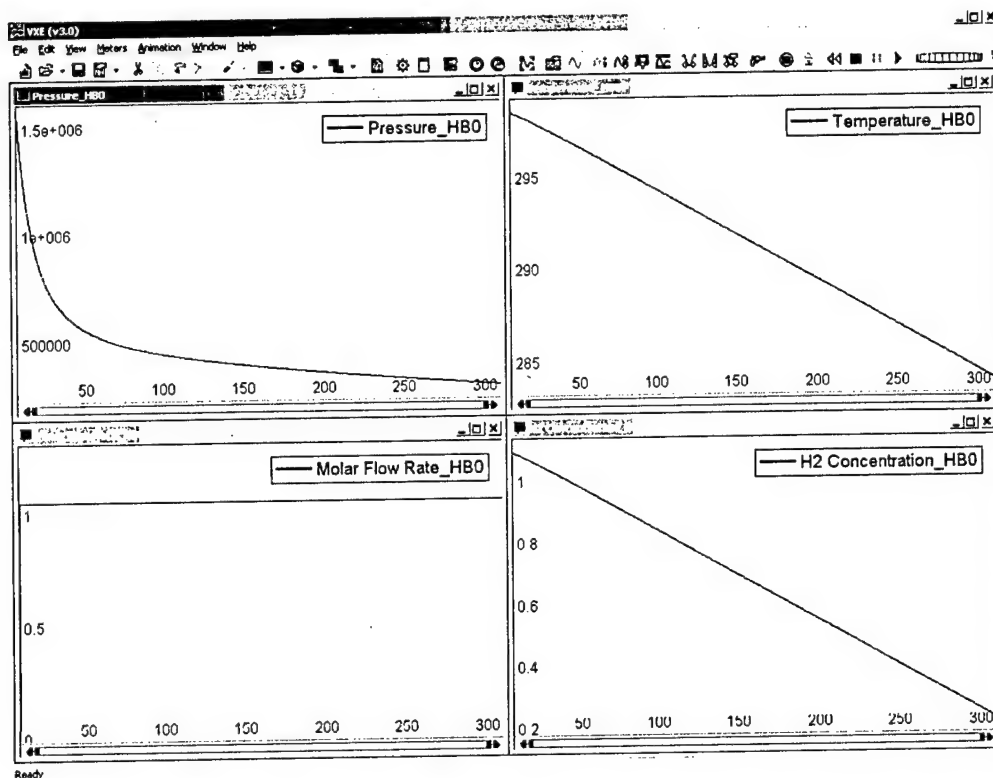 VXE (v3.0)
File Edit View Meters Animation Window Help
Pressure_HB0
Pressure_HB0
1.5e+006
1e+006
500000
50 100 150 200 250 300
Temperature_HB0
295
290
285
50 100 150 200 250 300
Molar Flow Rate_HB0
1
0.5
0
50 100 150 200 250 300
H2 Concentration_HB0
1
0 8
0.6
0.4
0 2
50 100 150 200 250 300
Ready